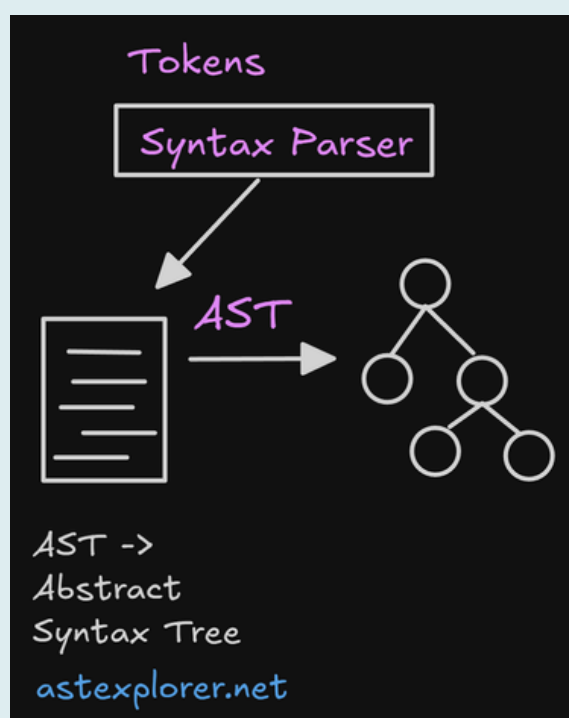 Tokens
Syntax Parser
AST
AST ->
Abstract
Syntax Tree
astexplorer.net